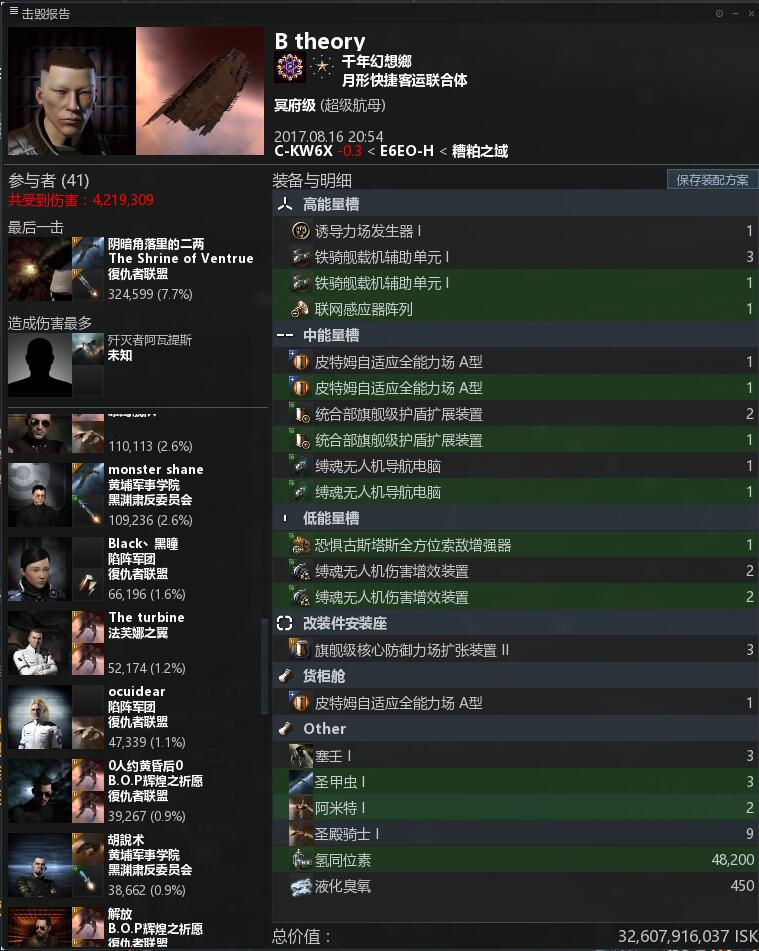 击毁报告
B theory
千年幻想鄉
月形快捷客运联合体
冥府级 (超级航母)
2017.08.16 20:54
C-KW6X -0.3 < E6EO-H < 糟粕之域
参与者 (41)
共受到伤害：4,219,309
最后一击
阴暗角落里的二两
The Shrine of Ventrue
復仇者联盟
324,599 (7.7%)
造成伤害最多
歼灭者阿瓦提斯
未知
110,113 (2.6%)
monster shane
黄埔军事学院
黑渊肃反委员会
109,236 (2.6%)
Black、黑瞳
陷阵军团
復仇者联盟
66,196 (1.6%)
The turbine
法芙娜之翼
52,174 (1.2%)
ocuidear
陷阵军团
復仇者联盟
47,339 (1.1%)
0人约黄昏后0
B.O.P辉煌之祈愿
復仇者联盟
39,267 (0.9%)
胡說术
黄埔军事学院
黑渊肃反委员会
38,662 (0.9%)
解放
B.O.P辉煌之祈愿
復仇者联盟
装备与明细
保存装配方案
高能量槽
诱导力场发生器 I 1
铁骑舰载机辅助单元 I 3
铁骑舰载机辅助单元 I 1
联网感应器阵列 1
中能量槽
皮特姆自适应全能力场 A型 1
皮特姆自适应全能力场 A型 1
统合部旗舰级护盾扩展装置 2
统合部旗舰级护盾扩展装置 1
缚魂无人机导航电脑 1
缚魂无人机导航电脑 1
低能量槽
恐惧古斯塔斯全方位索敌增强器 1
缚魂无人机伤害增效装置 2
缚魂无人机伤害增效装置 2
改装件安装座
旗舰级核心防御力场扩张装置 II 3
货柜舱
皮特姆自适应全能力场 A型 1
Other
塞壬 I 3
圣甲虫 I 3
阿米特 I 2
圣殿骑士 I 9
氢同位素 48,200
液化臭氧 450
总价值： 32,607,916,037 ISK